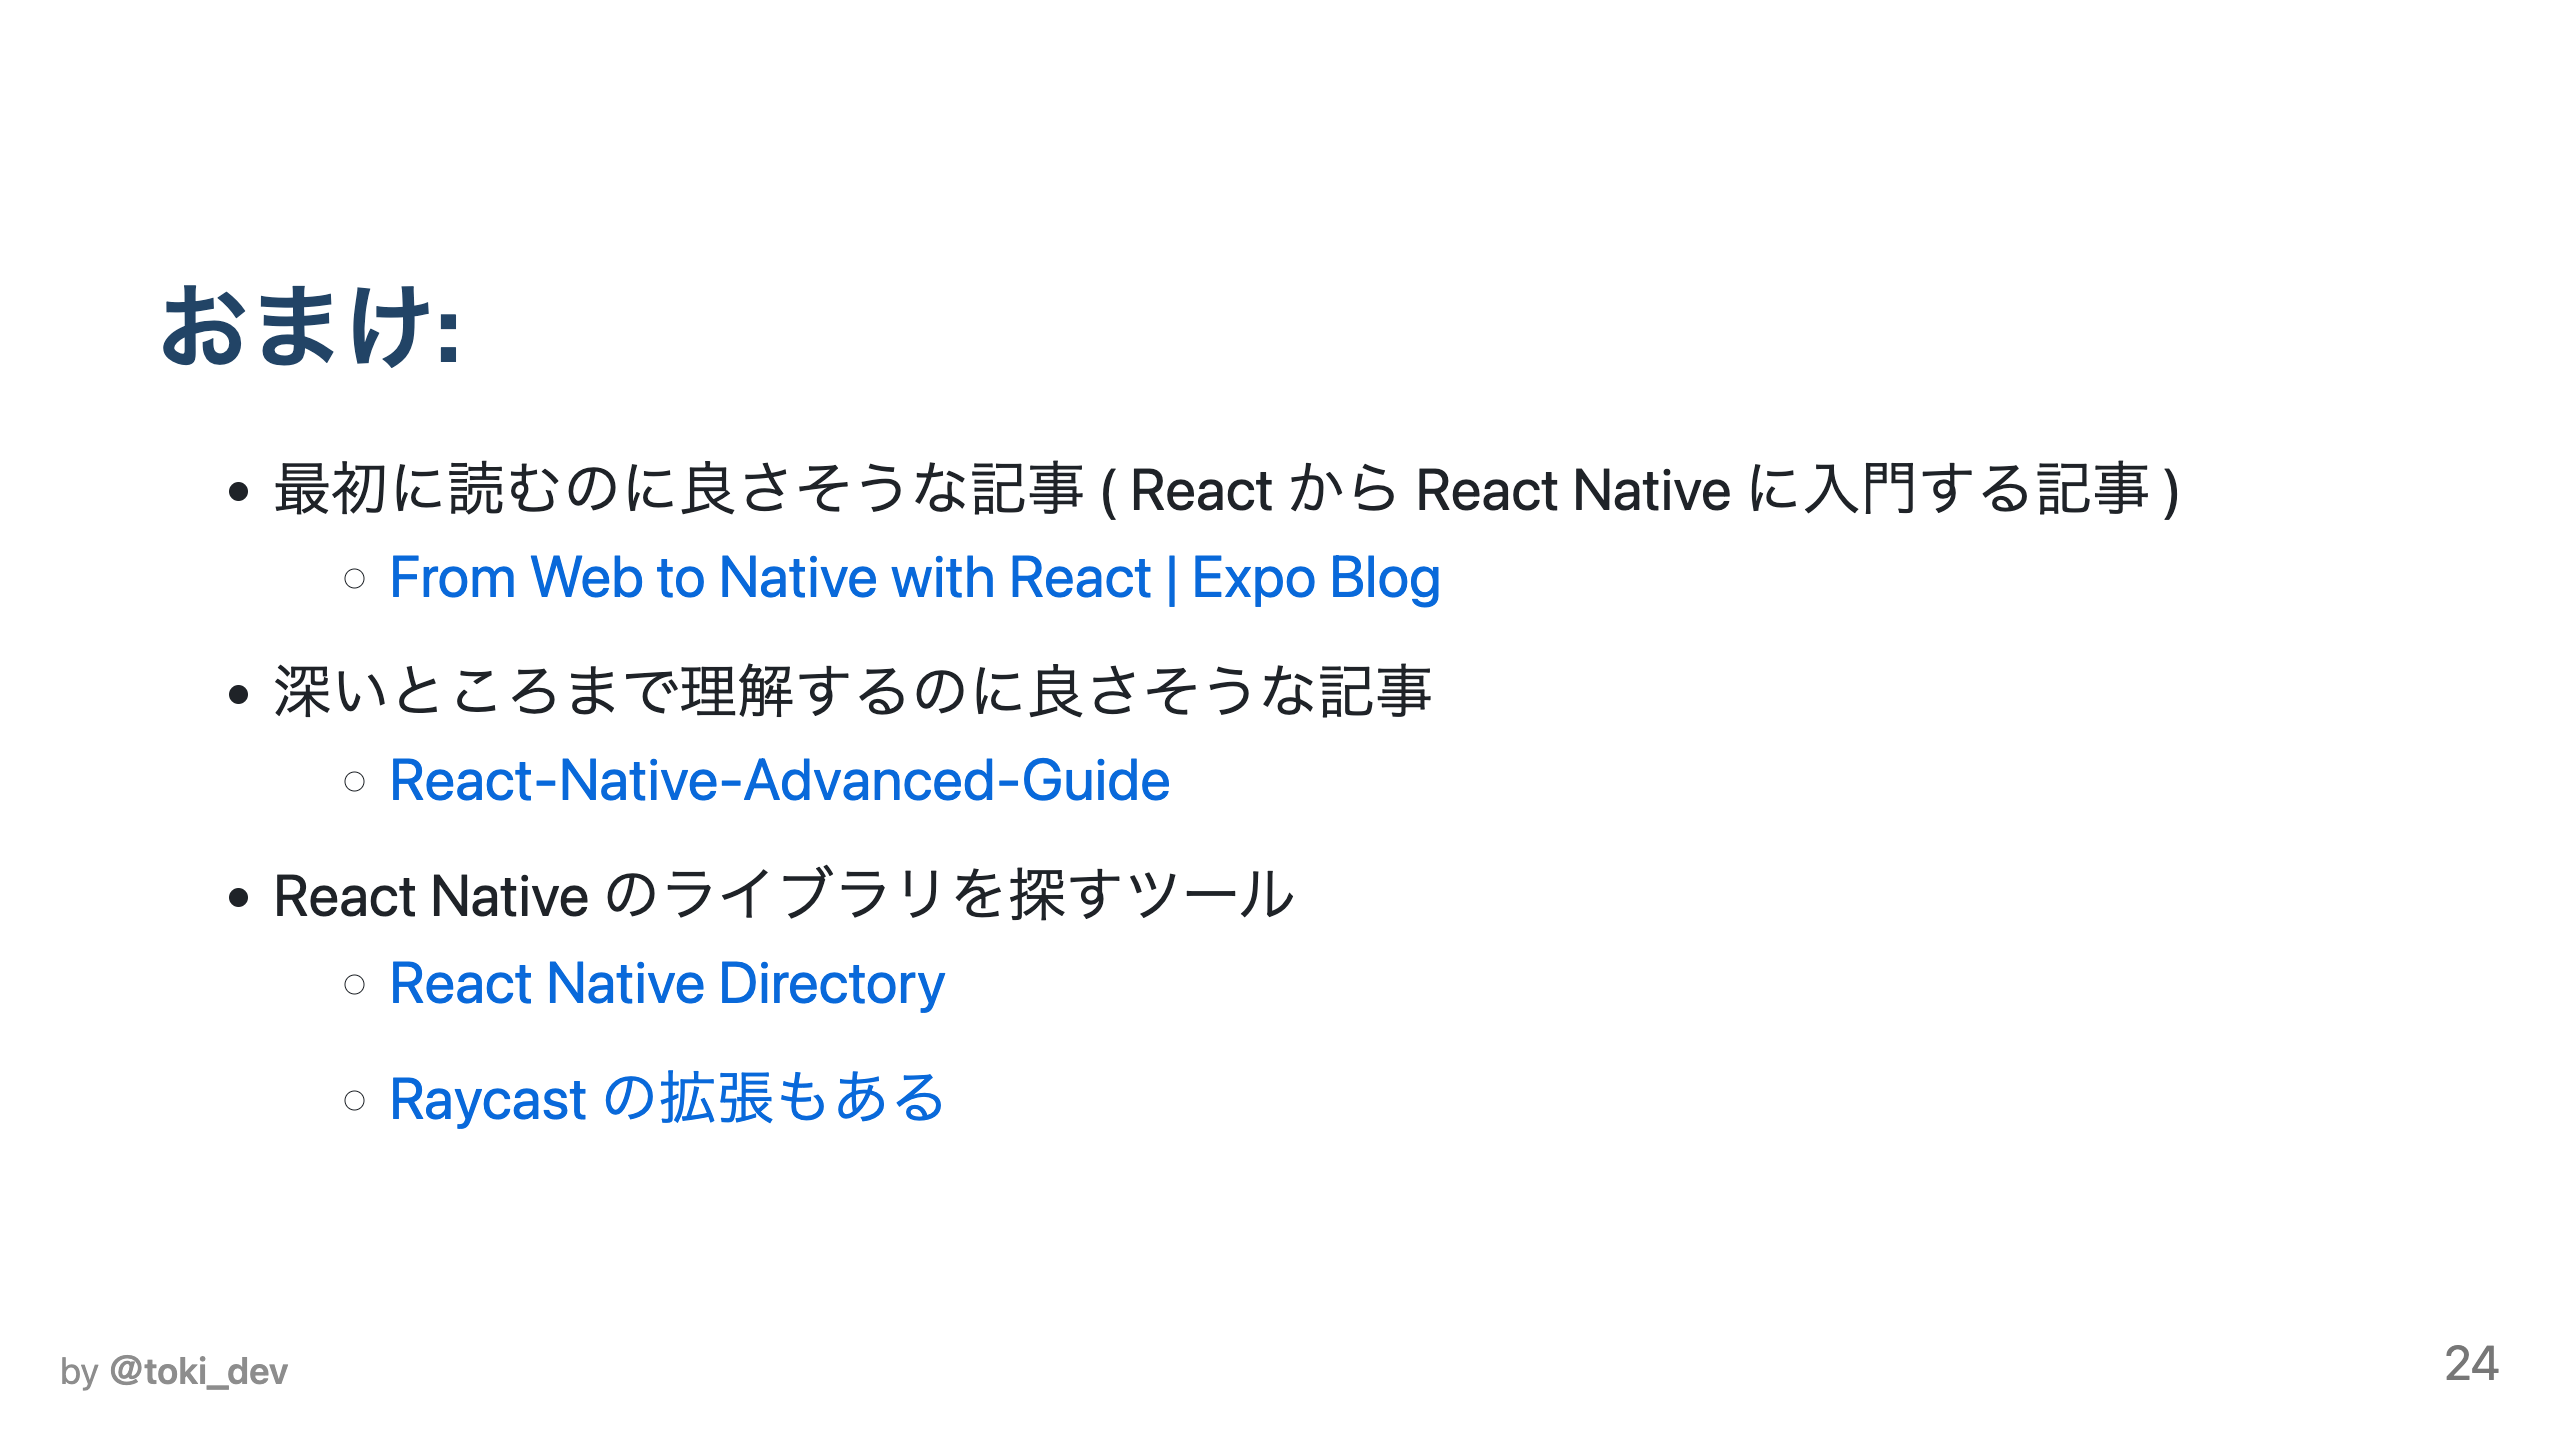 おまけ:
最初に読むのに良さそうな記事 ( React から React Native に入門する記事 )
From Web to Native with React | Expo Blog
深いところまで理解するのに良さそうな記事
React-Native-Advanced-Guide
React Native のライブラリを探すツール
React Native Directory
Raycast の拡張もある
by @toki_dev
24